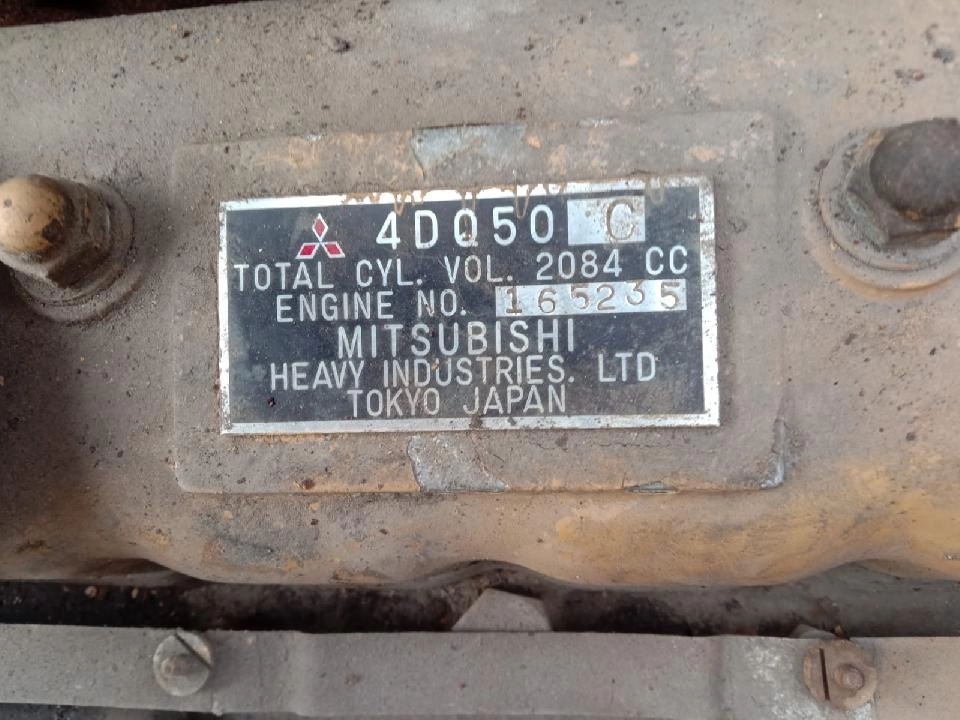 4DQ50 C
TOTAL CYL. VOL. 2084 CC
ENGINE NO. 165235
MITSUBISHI
HEAVY INDUSTRIES. LTD
TOKYO JAPAN